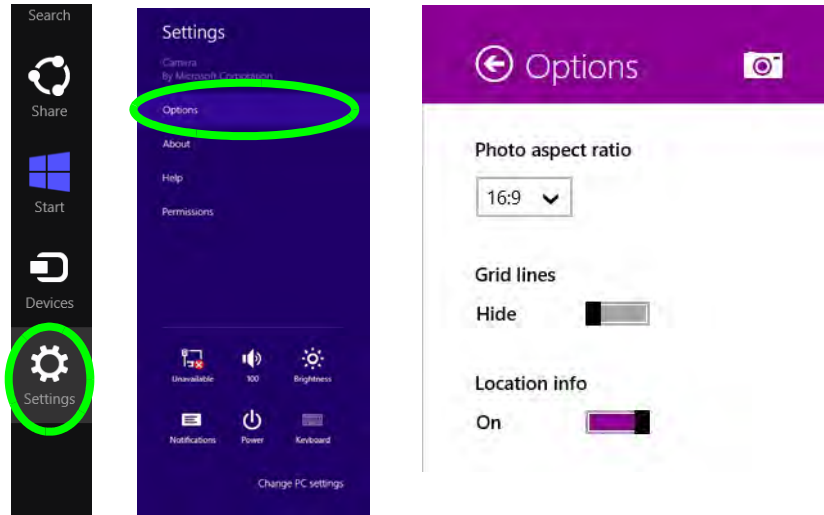 Search
Share
Start
Devices
Settings
Settings
Camera
By Microsoft Corporation
Options
About
Help
Permissions
Unavailable
100
Brightness
Notifications
Power
Keyboard
Change PC settings
Options
Photo aspect ratio
16:9
Grid lines
Hide
Location info
On